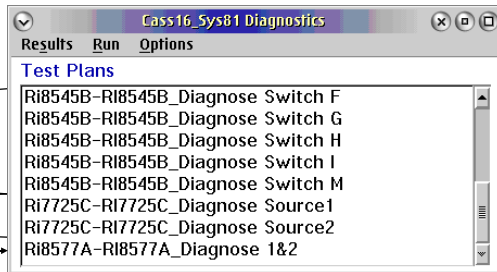 Cass16_Sys81 Diagnostics
Results Run Options
Test Plans
Ri8545B-RI8545B_Diagnose Switch F
Ri8545B-RI8545B_Diagnose Switch G
Ri8545B-RI8545B_Diagnose Switch H
Ri8545B-RI8545B_Diagnose Switch I
Ri8545B-RI8545B_Diagnose Switch M
Ri7725C-RI7725C_Diagnose Source1
Ri7725C-RI7725C_Diagnose Source2
Ri8577A-RI8577A_Diagnose 1&2